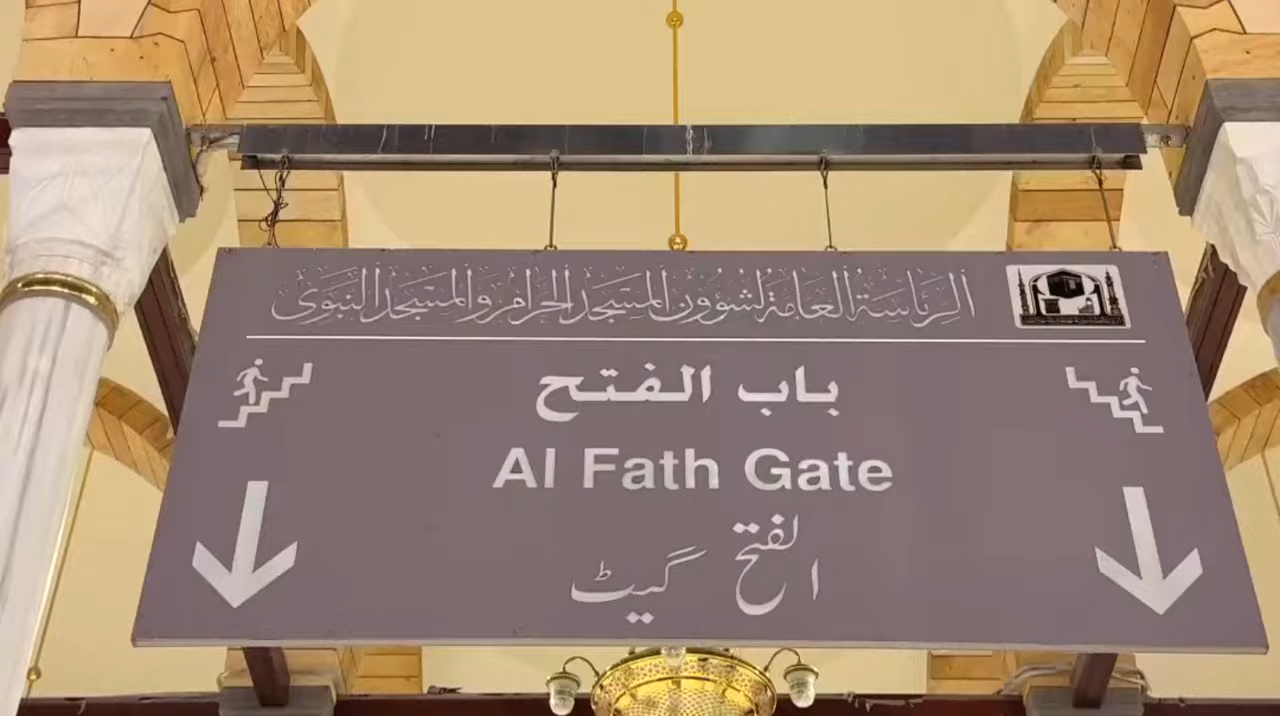 الرئاسة العامة لشؤون المسجد الحرام والمسجد النبوي
باب الفتح
Al Fath Gate
الفتح گیٹ